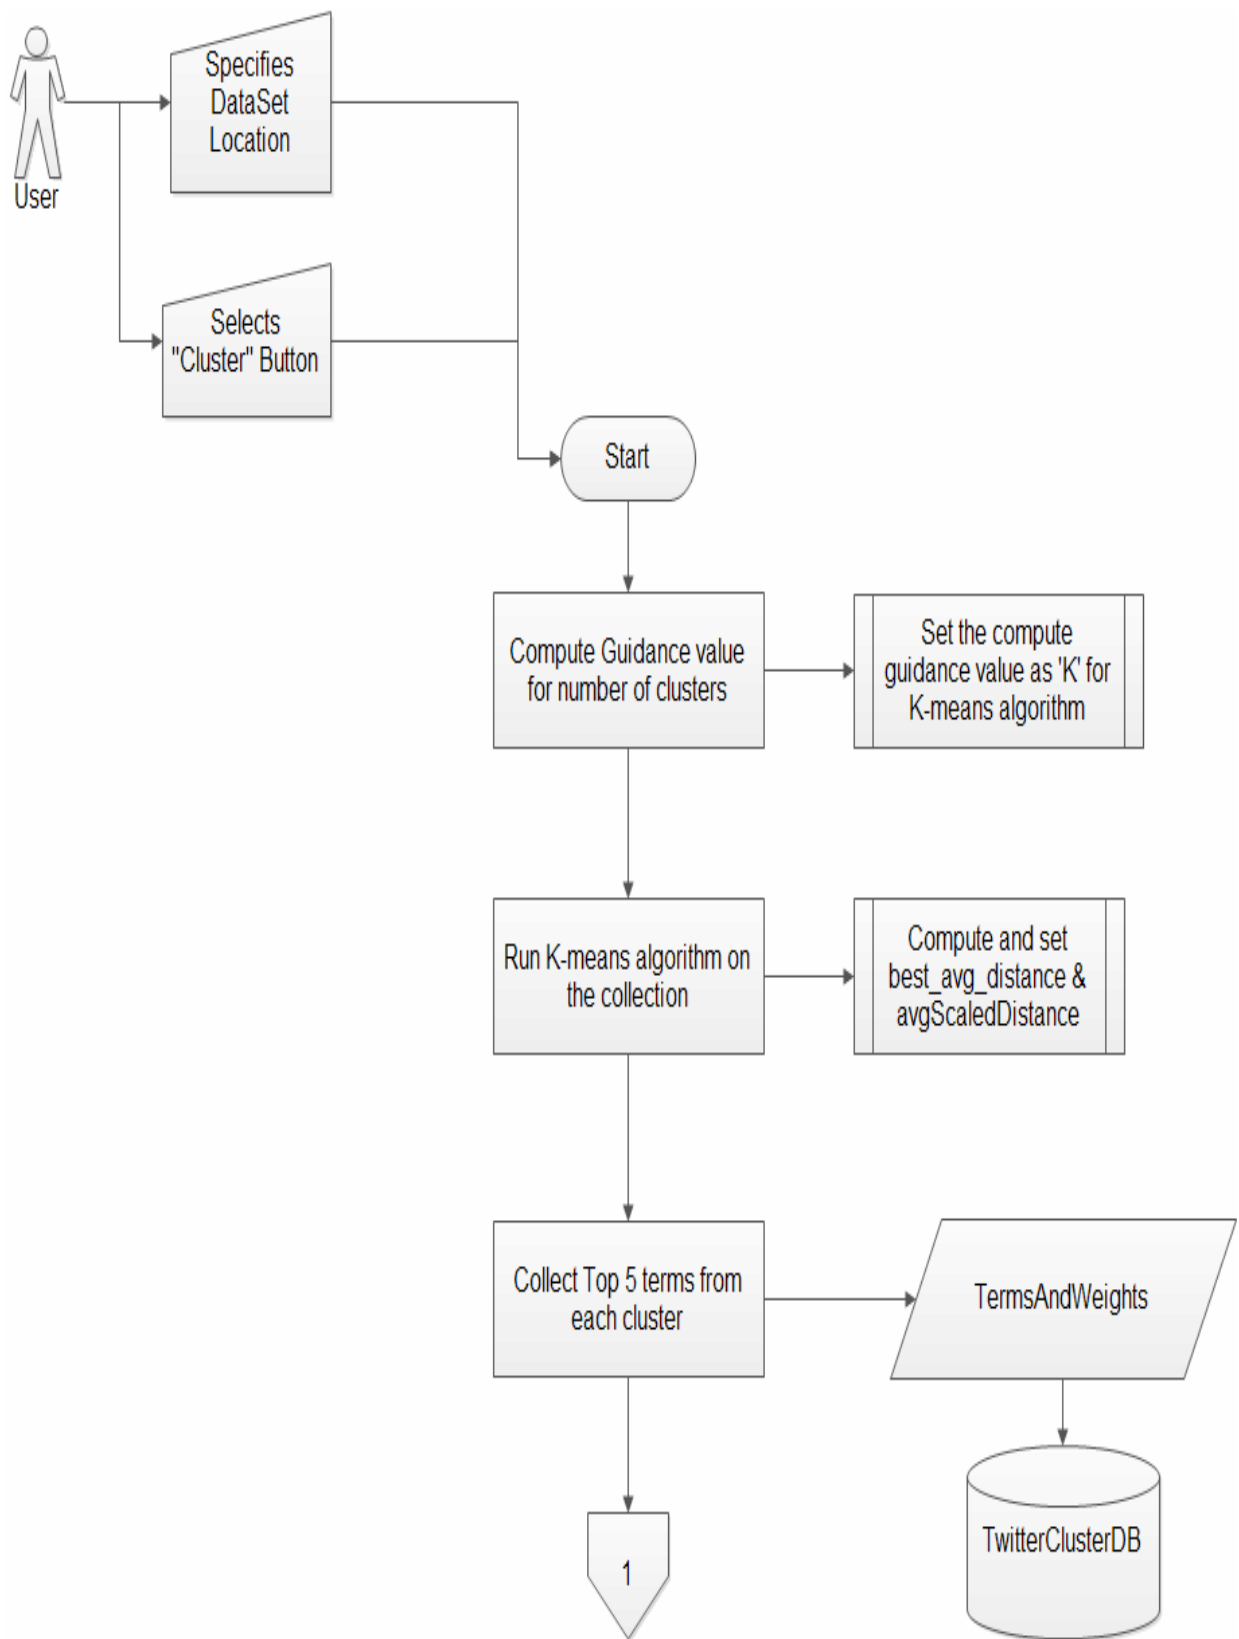 Specifies
DataSet
Location
User
Selects
"Cluster" Button
Start
Compute Guidance value
for number of clusters
Set the compute
guidance value as 'K' for
K-means algorithm
Run K-means algorithm on
the collection
Compute and set
best_avg_distance &
avgScaledDistance
Collect Top 5 terms from
each cluster
TermsAndWeights
TwitterClusterDB
1